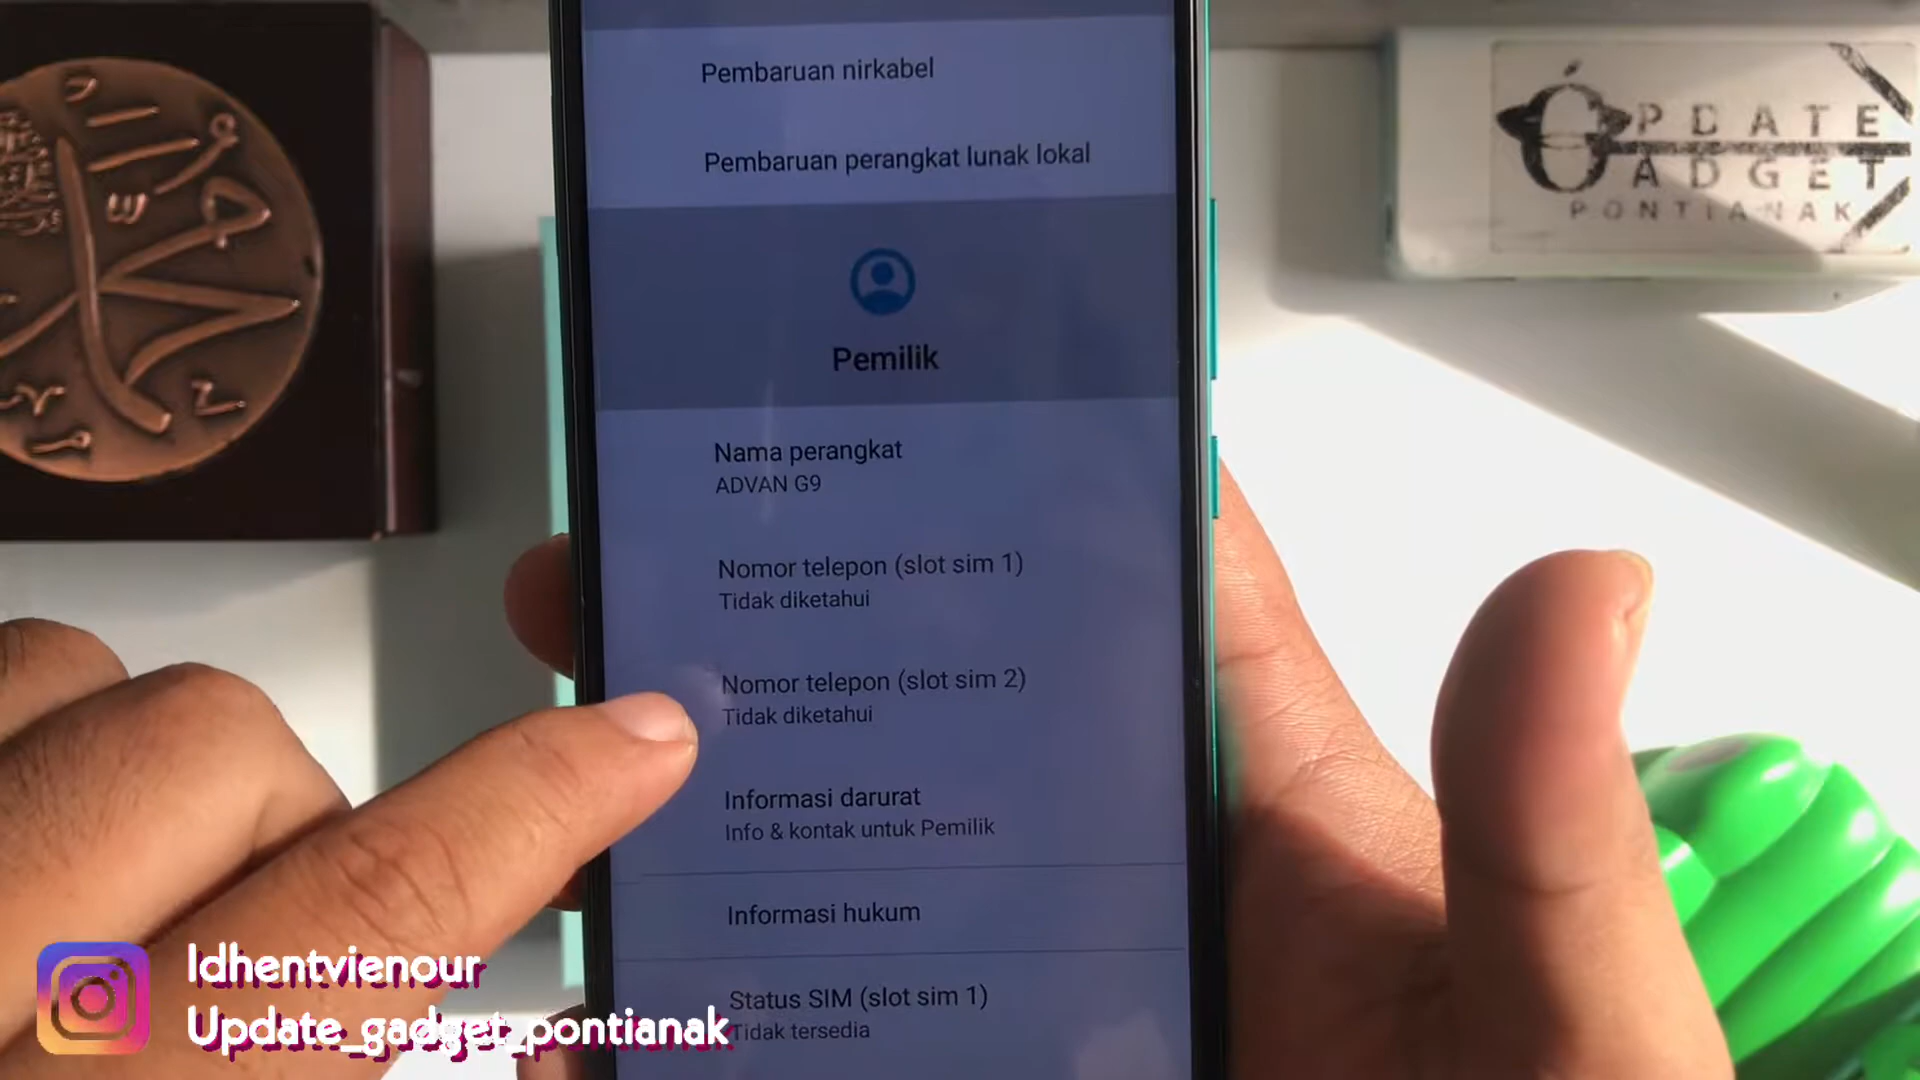 Pembaruan nirkabel
Pembaruan perangkat lunak lokal
Pemilik
Nama perangkat
ADVAN G9
Nomor telepon (slot sim 1)
Tidak diketahui
Nomor telepon (slot sim 2)
Tidak diketahui
Informasi darurat
Info & kontak untuk Pemilik
Informasi hukum
Status SIM (slot sim 1)
Tidak tersedia
UPDATE
GADGET
PONTIANAK
Idhentvienour
Update_gadget_pontianak